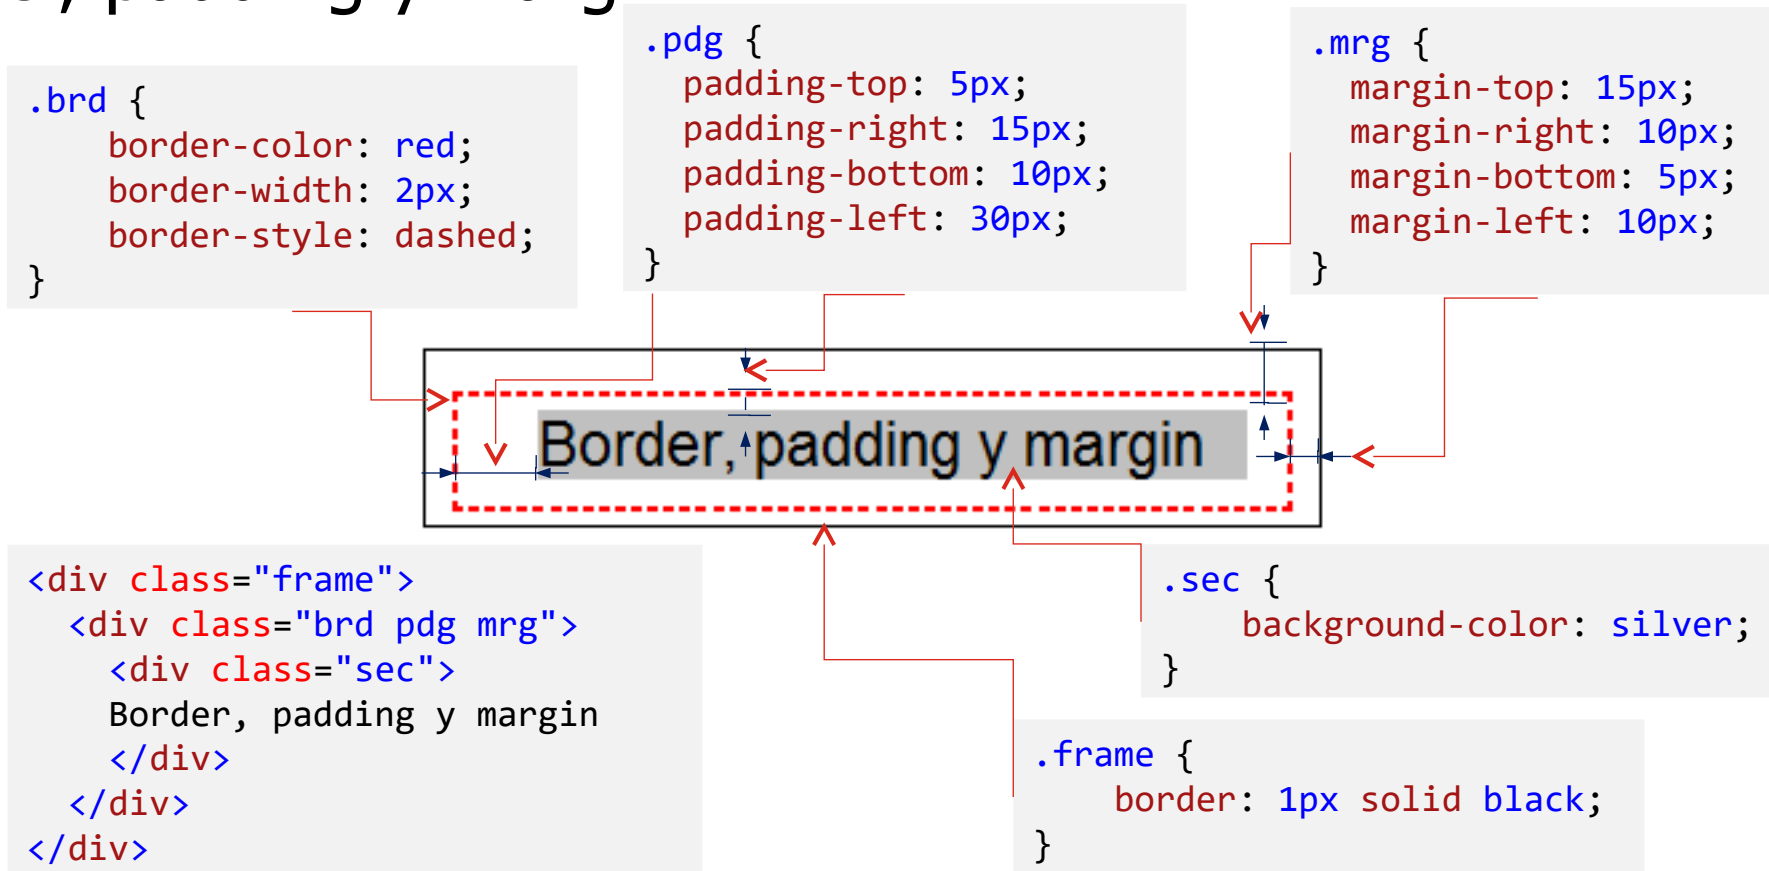 .brd {
    border-color: red;
    border-width: 2px;
    border-style: dashed;
}
.pdg {
  padding-top: 5px;
  padding-right: 15px;
  padding-bottom: 10px;
  padding-left: 30px;
}
.mrg {
  margin-top: 15px;
  margin-right: 10px;
  margin-bottom: 5px;
  margin-left: 10px;
}
Border, padding y margin
<div class="frame">
  <div class="brd pdg mrg">
    <div class="sec">
    Border, padding y margin
    </div>
  </div>
</div>
.sec {
    background-color: silver;
}
.frame {
    border: 1px solid black;
}